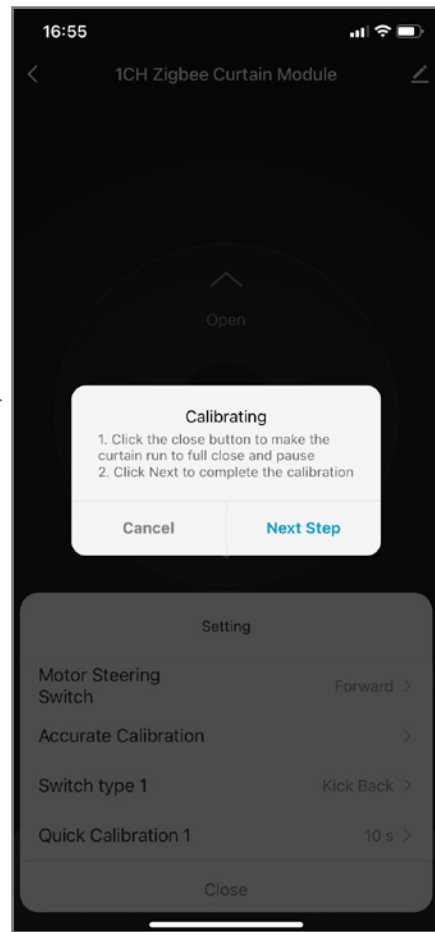 16:55
1CH Zigbee Curtain Module
Open
Calibrating
1. Click the close button to make the
curtain run to full close and pause
2. Click Next to complete the calibration
Cancel
Next Step
Setting
Motor Steering
Switch
Forward
Accurate Calibration
Switch type 1
Kick Back
Quick Calibration 1
10 s
Close